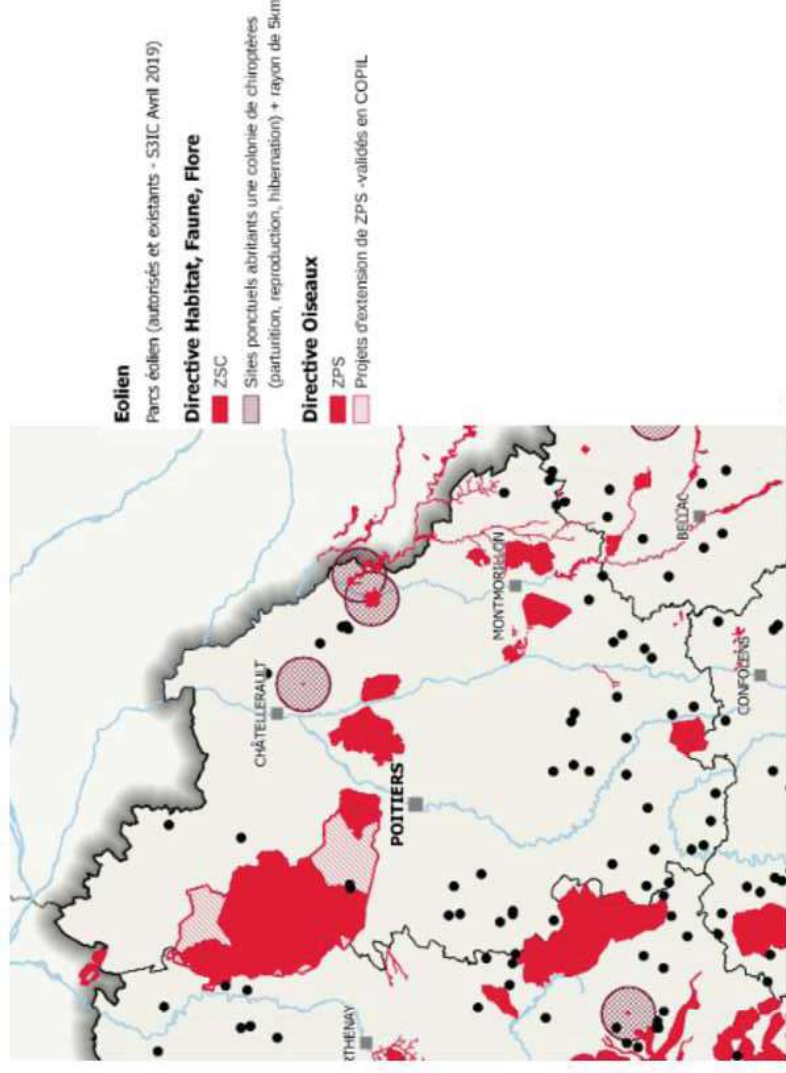 Eolien
Parcs éolien (autorisés et existants - S3IC Avril 2019)
Directive Habitat, Faune, Flore
ZSC
Sites ponctuels abritants une colonie de chiroptères
(parturition, reproduction, hibernation) + rayon de 5km
Directive Oiseaux
ZPS
Projets d'extension de ZPS -validés en COPIL
CHÂTELLERAULT
POITIERS
MONTMORILLON
BELLAC
CONFOLENS
RTHENAY